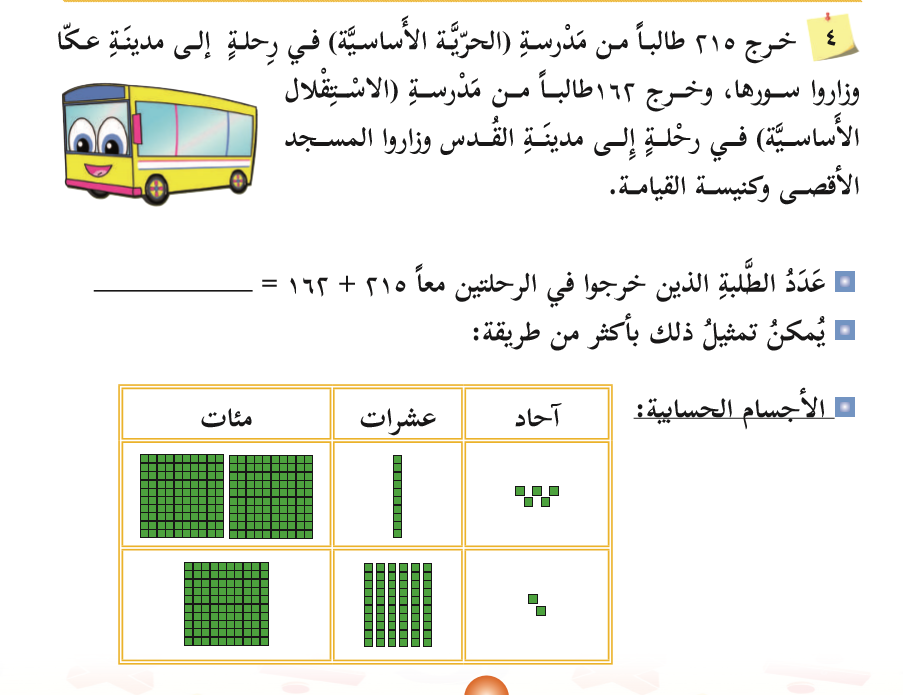 ٤
خرج ٢١٥ طالباً من مَدْرسةِ (الحرّيَّة الأَساسيَّة) في رِحلةٍ إلى مدينَةِ عكّا
وزاروا سورها، وخرج ١٦٢طالباً من مَدْرسةِ (الاسْتِقْلال
الأَساسيَّة) في رحْلةٍ إِلى مدينَةِ القُدس وزاروا المسجد
الأقصى وكنيسة القيامة.
عَدَدُ الطَّلبةِ الذين خرجوا في الرحلتين معاً ٢١٥ + ١٦٢ = ــــــــــــــــ
يُمكنُ تمثيلُ ذلك بأكثر من طريقة:
الأجسام الحسابية:
آحاد عشرات مئات